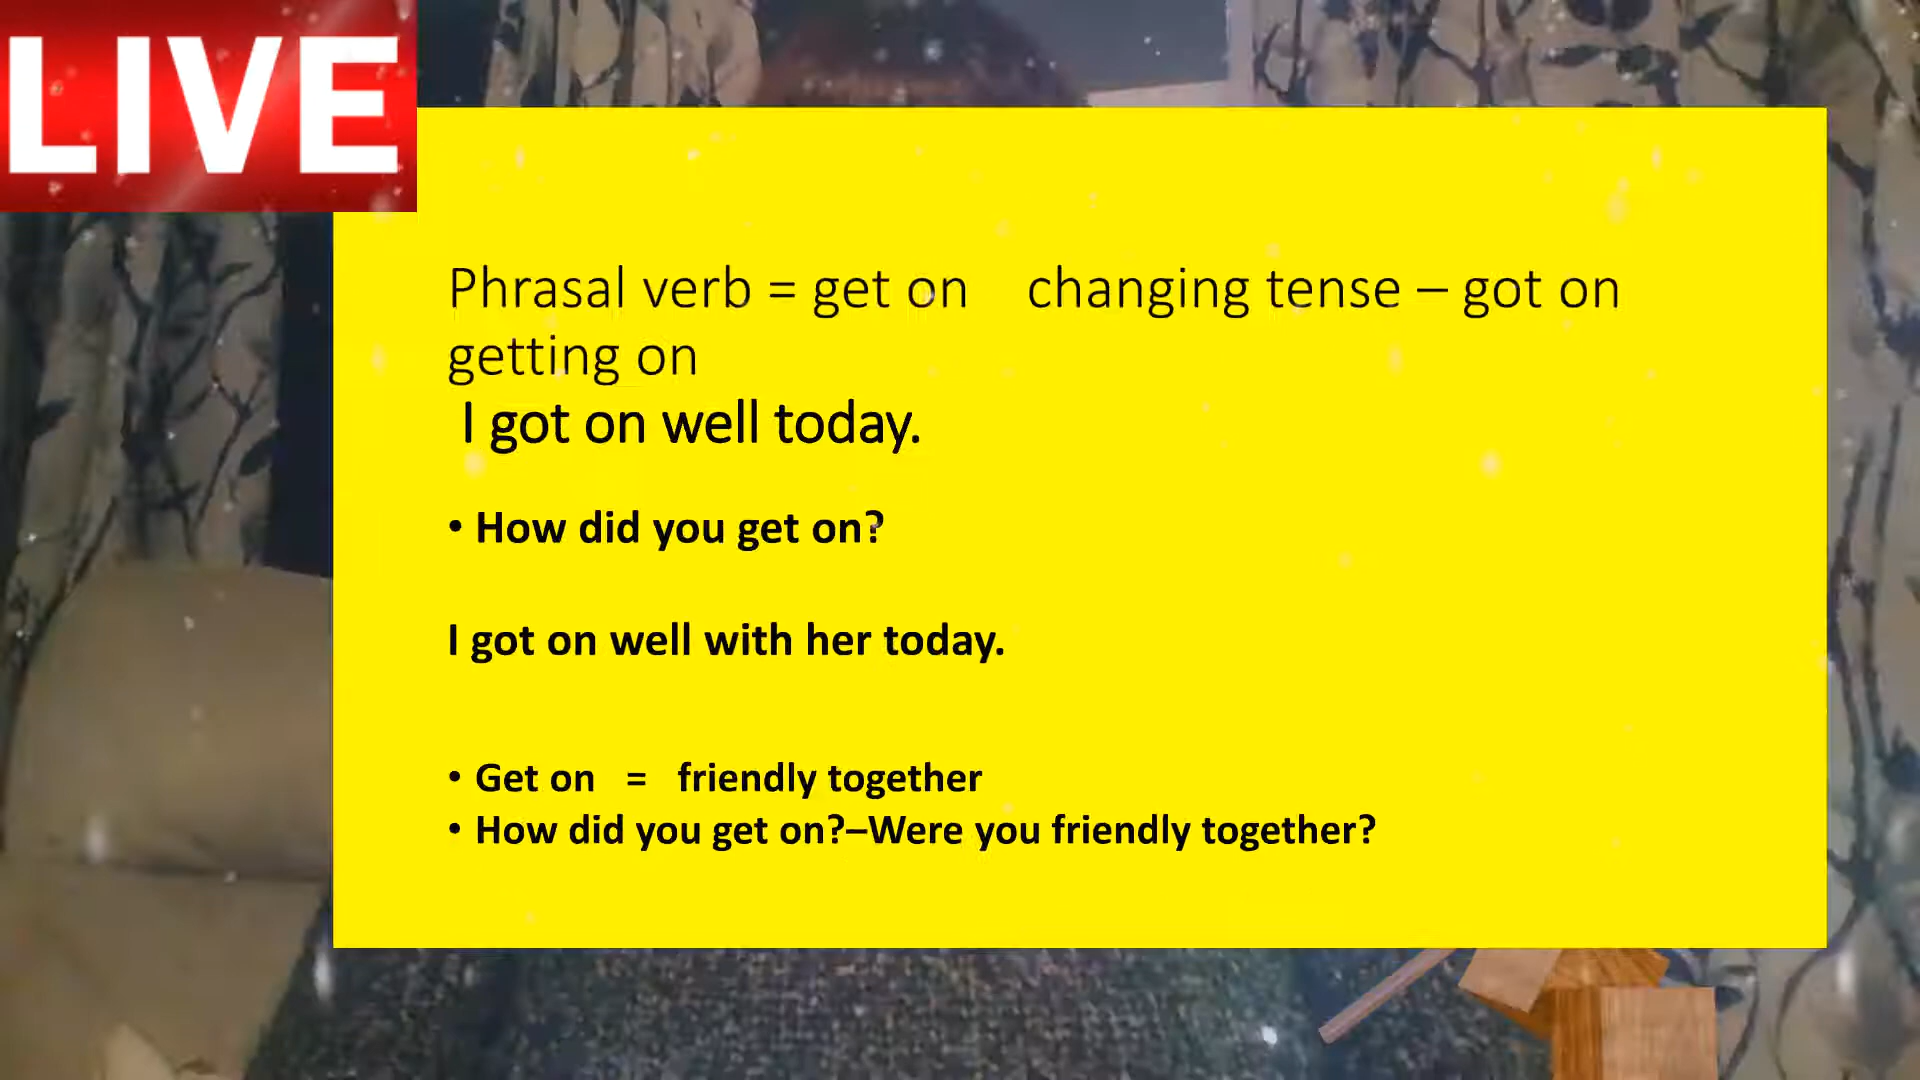 LIVE
Phrasal verb = get on    changing tense – got on
getting on
I got on well today.
• How did you get on?
I got on well with her today.
• Get on   =   friendly together
• How did you get on?–Were you friendly together?